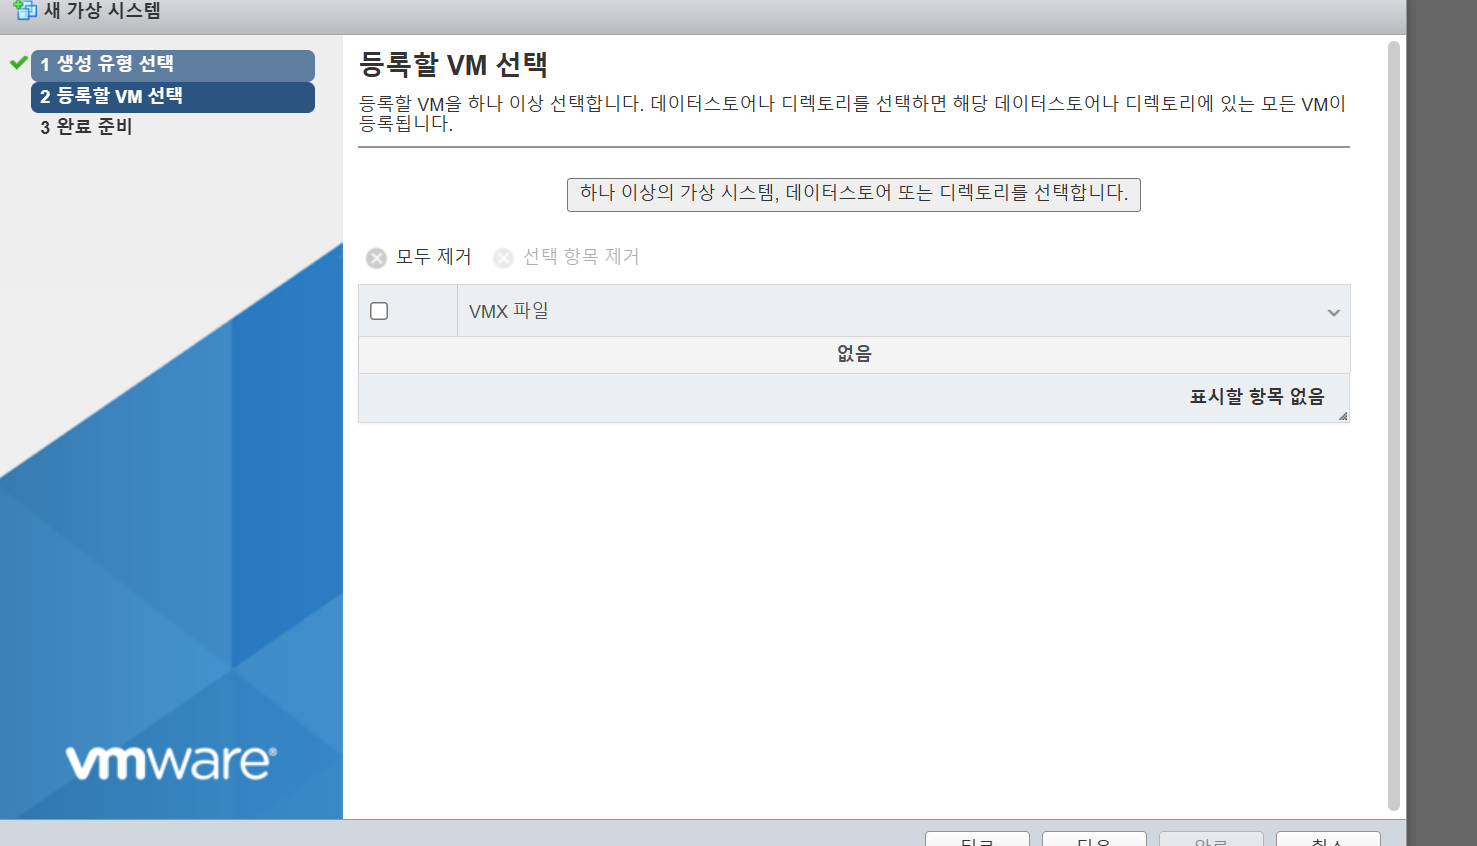 새 가상 시스템
1 생성 유형 선택
2 등록할 VM 선택
3 완료 준비
등록할 VM 선택
등록할 VM을 하나 이상 선택합니다. 데이터스토어나 디렉토리를 선택하면 해당 데이터스토어나 디렉토리에 있는 모든 VM이
등록됩니다.
하나 이상의 가상 시스템, 데이터스토어 또는 디렉토리를 선택합니다.
모두 제거 선택 항목 제거
VMX 파일
없음
표시할 항목 없음
vmware®